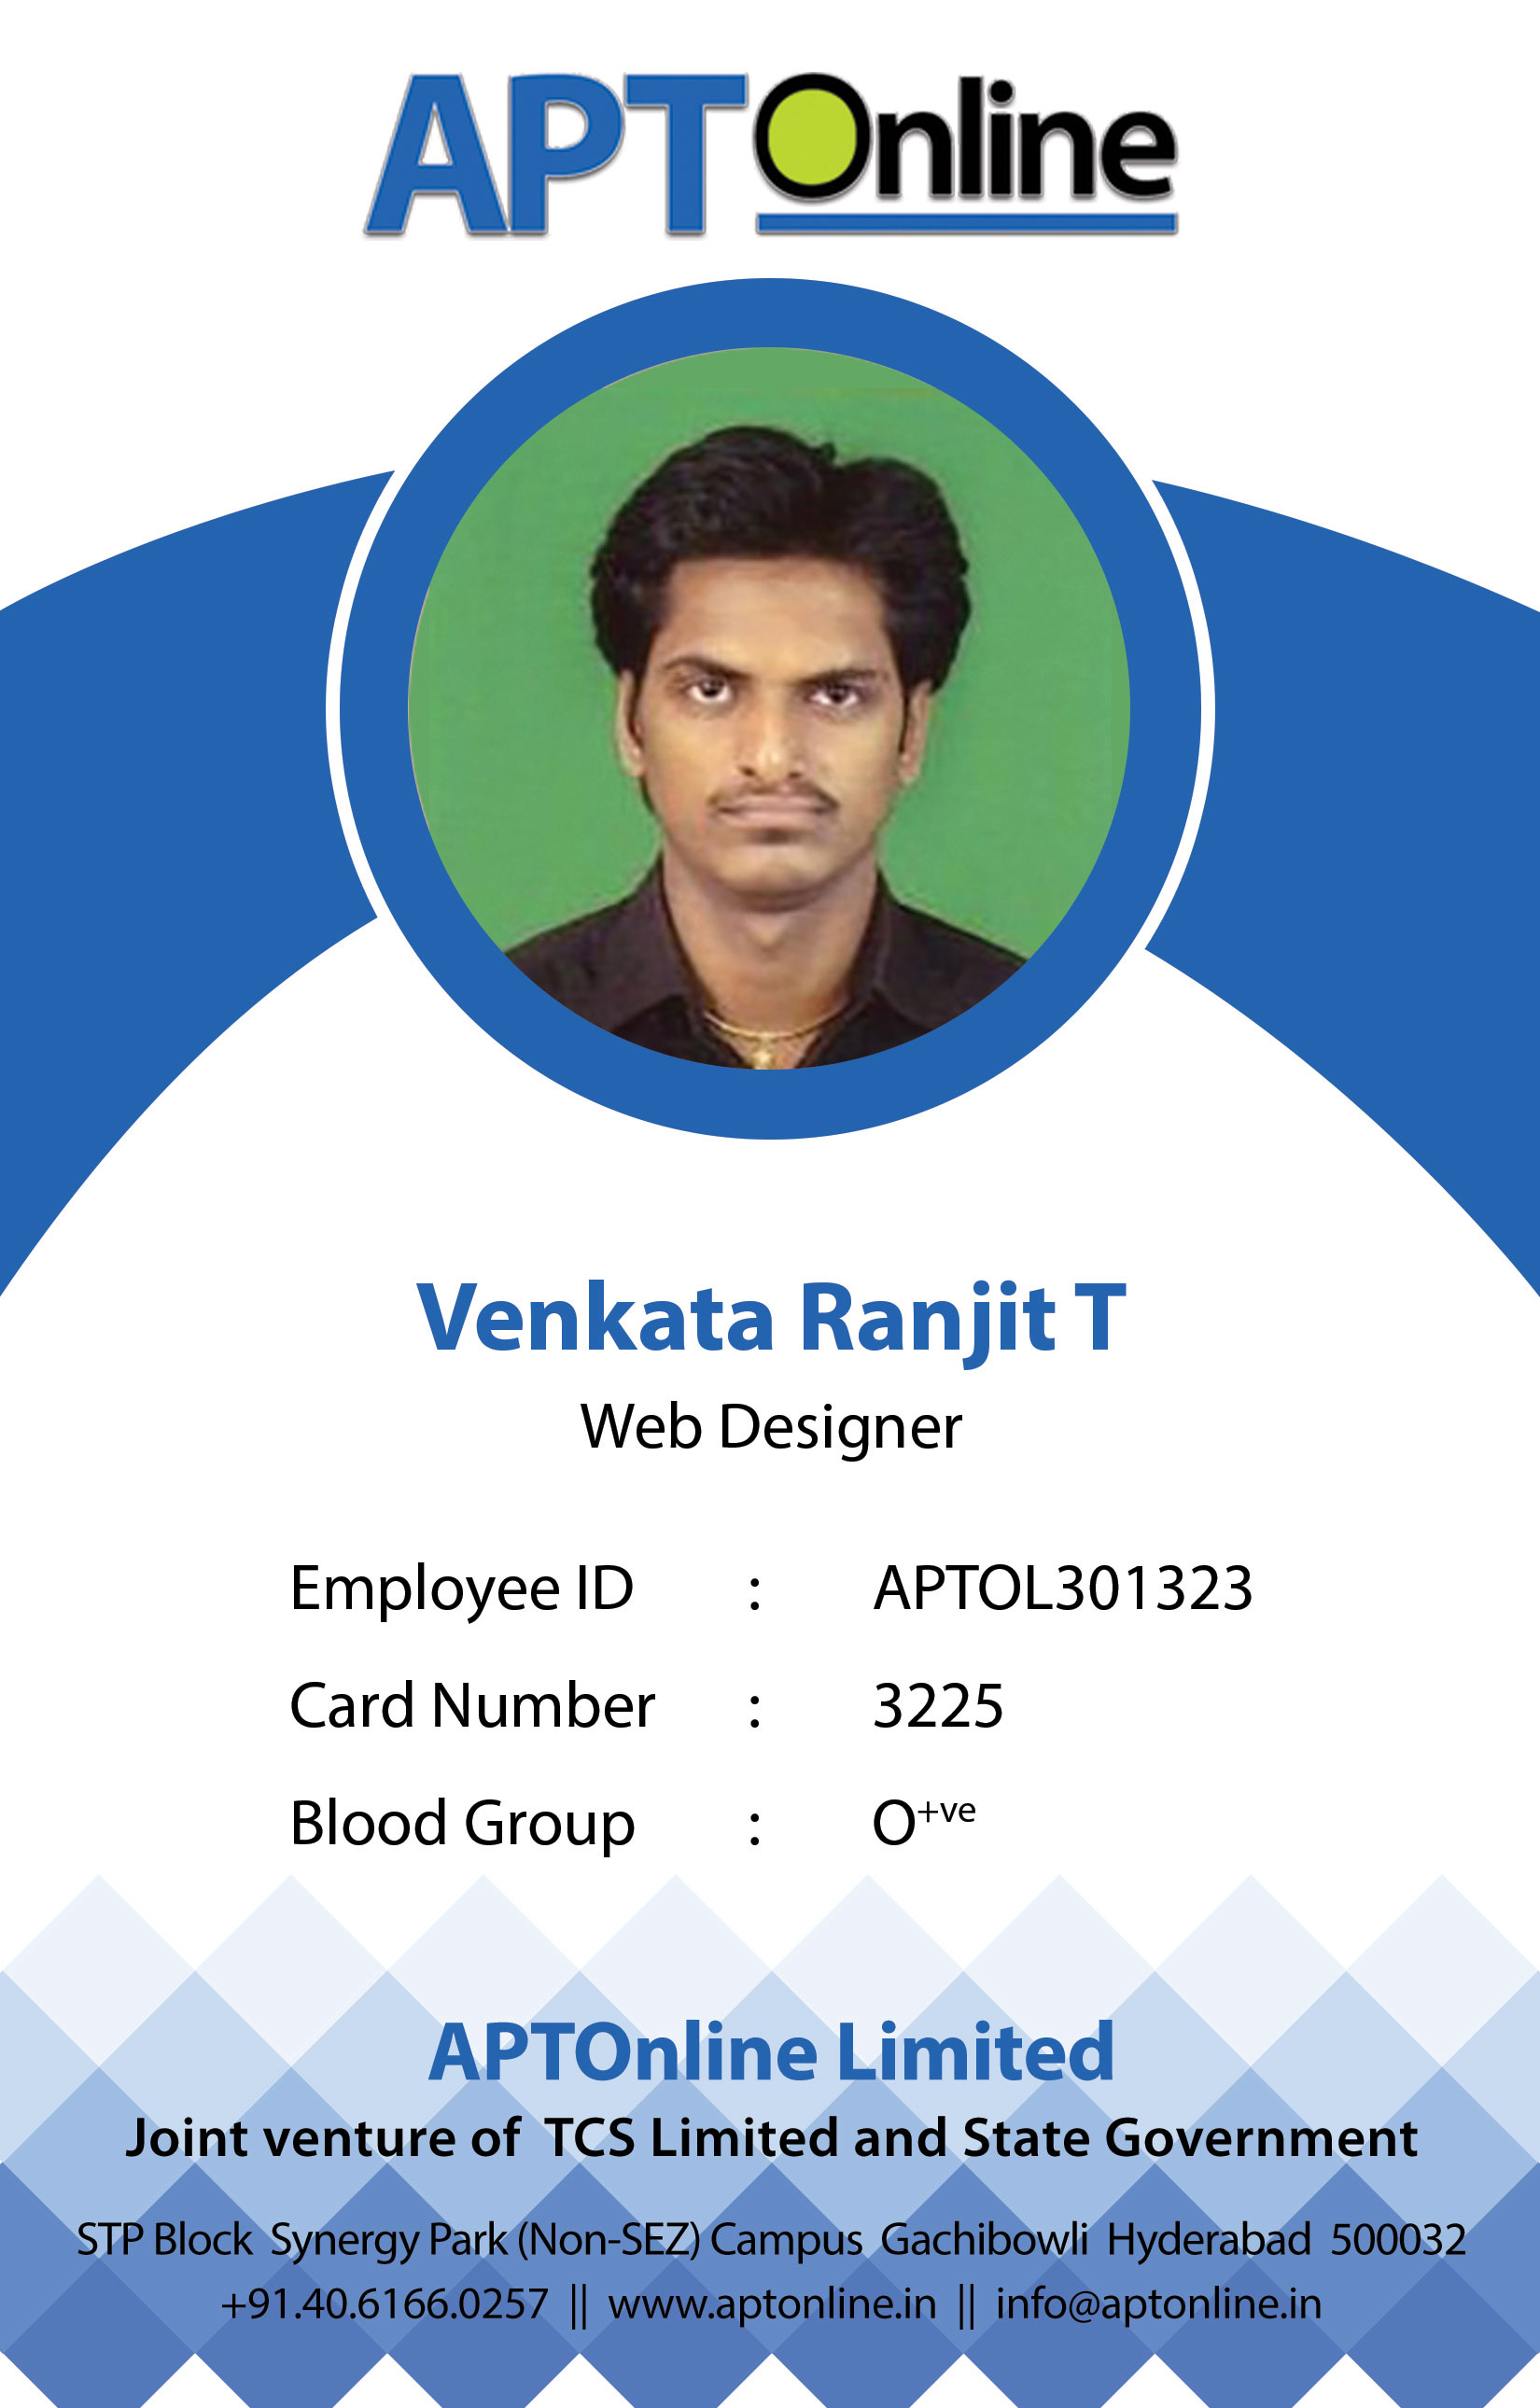 APTOnline
Venkata Ranjit T
Web Designer
Employee ID : APTOL301323
Card Number : 3225
Blood Group : O+ve
APTOnline Limited
Joint venture of TCS Limited and State Government
STP Block Synergy Park (Non-SEZ) Campus Gachibowli Hyderabad 500032
+91.40.6166.0257 || www.aptonline.in || info@aptonline.in